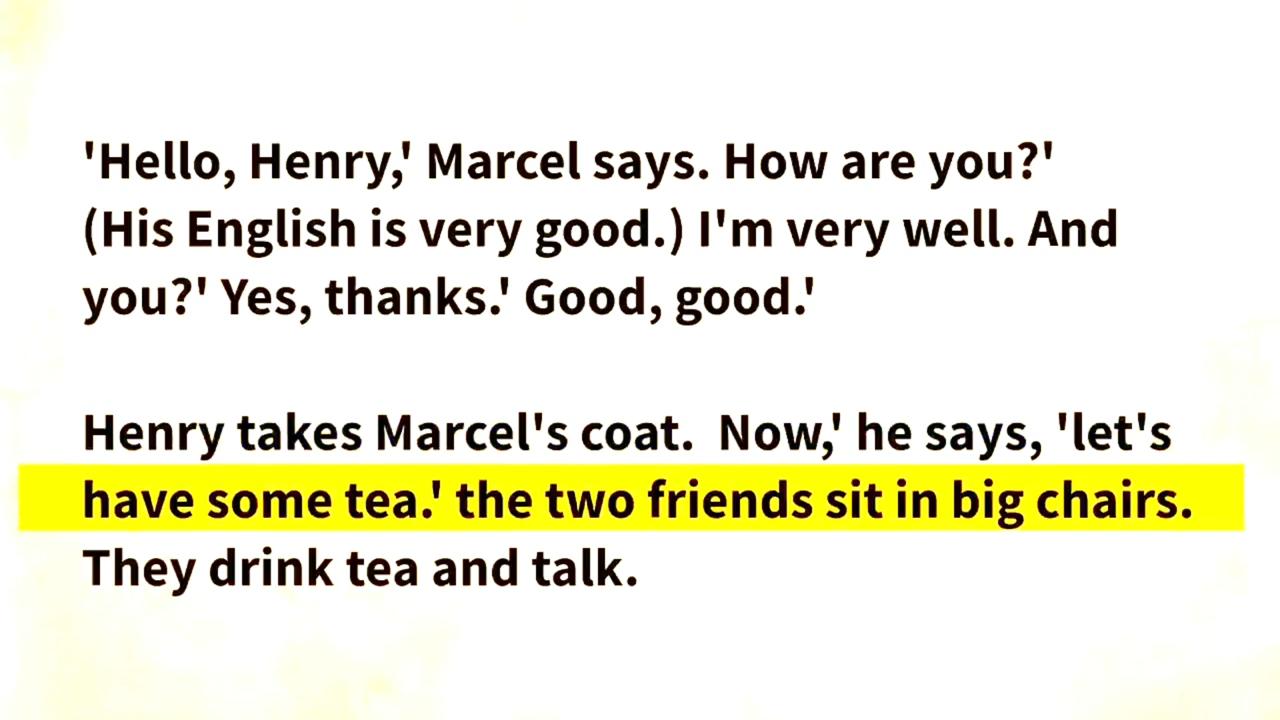 'Hello, Henry,' Marcel says. How are you?'
(His English is very good.) I'm very well. And
you?' Yes, thanks.' Good, good.'
Henry takes Marcel's coat.  Now,' he says, 'let's
have some tea.' the two friends sit in big chairs.
They drink tea and talk.